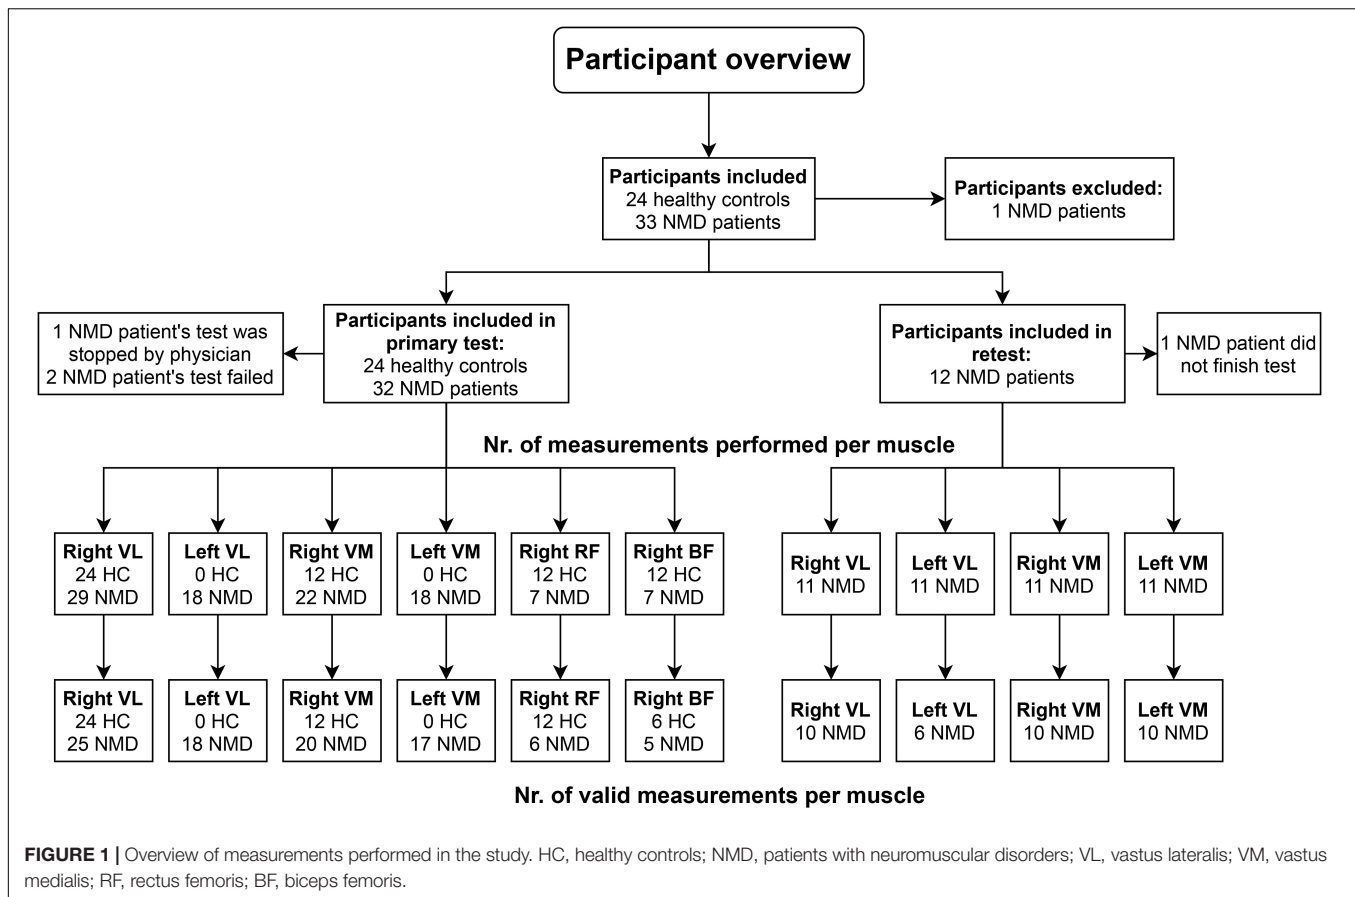 Participant overview
Participants included
24 healthy controls
33 NMD patients
Participants excluded:
1 NMD patients
1 NMD patient's test was
stopped by physician
2 NMD patient's test failed
Participants included in
primary test:
24 healthy controls
32 NMD patients
Participants included in
retest:
12 NMD patients
1 NMD patient did
not finish test
Nr. of measurements performed per muscle
Right VL
24 HC
29 NMD
Left VL
0 HC
18 NMD
Right VM
12 HC
22 NMD
Left VM
0 HC
18 NMD
Right RF
12 HC
7 NMD
Right BF
12 HC
7 NMD
Right VL
11 NMD
Left VL
11 NMD
Right VM
11 NMD
Left VM
11 NMD
Right VL
24 HC
25 NMD
Left VL
0 HC
18 NMD
Right VM
12 HC
20 NMD
Left VM
0 HC
17 NMD
Right RF
12 HC
6 NMD
Right BF
6 HC
5 NMD
Right VL
10 NMD
Left VL
6 NMD
Right VM
10 NMD
Left VM
10 NMD
Nr. of valid measurements per muscle
FIGURE 1 | Overview of measurements performed in the study. HC, healthy controls; NMD, patients with neuromuscular disorders; VL, vastus lateralis; VM, vastus
medialis; RF, rectus femoris; BF, biceps femoris.